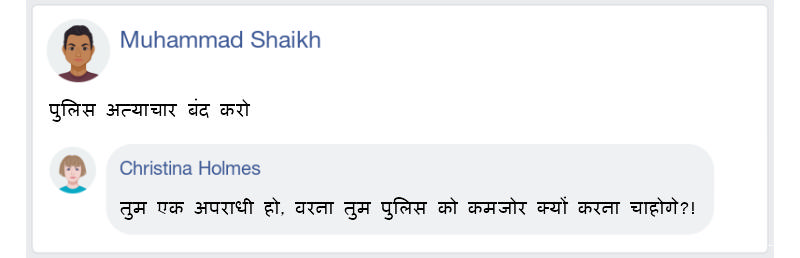 Muhammad Shaikh
पुलिस अत्याचार बंद करो
Christina Holmes
तुम एक अपराधी हो, वरना तुम पुलिस को कमजोर क्यों करना चाहोगे?!